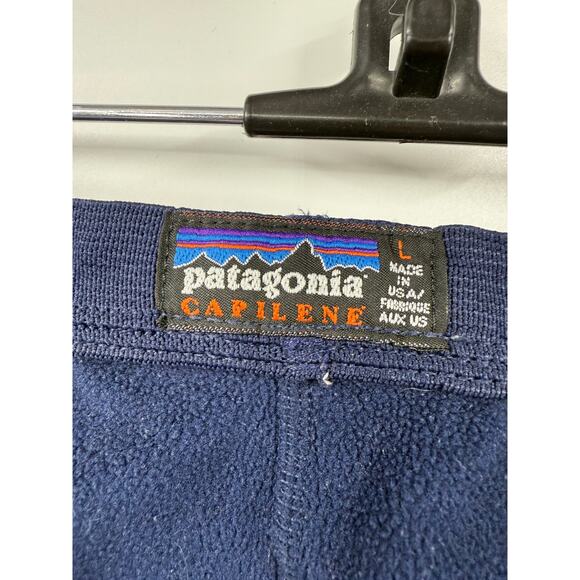 patagonia
CAPILENE
L
MADE
IN
USA/
FABRIQUE
AUX US